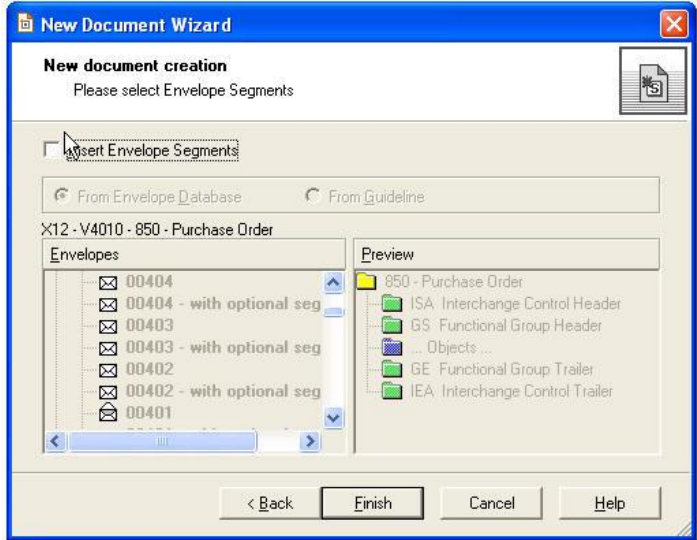 New Document Wizard
New document creation
Please select Envelope Segments
Insert Envelope Segments
From Envelope Database From Guideline
X12 - V4010 - 850 - Purchase Order
Envelopes
00404
00404 - with optional seg
00403
00403 - with optional seg
00402
00402 - with optional seg
00401
Preview
850 - Purchase Order
ISA Interchange Control Header
GS Functional Group Header
... Objects ...
GE Functional Group Trailer
IEA Interchange Control Trailer
< Back Finish Cancel Help